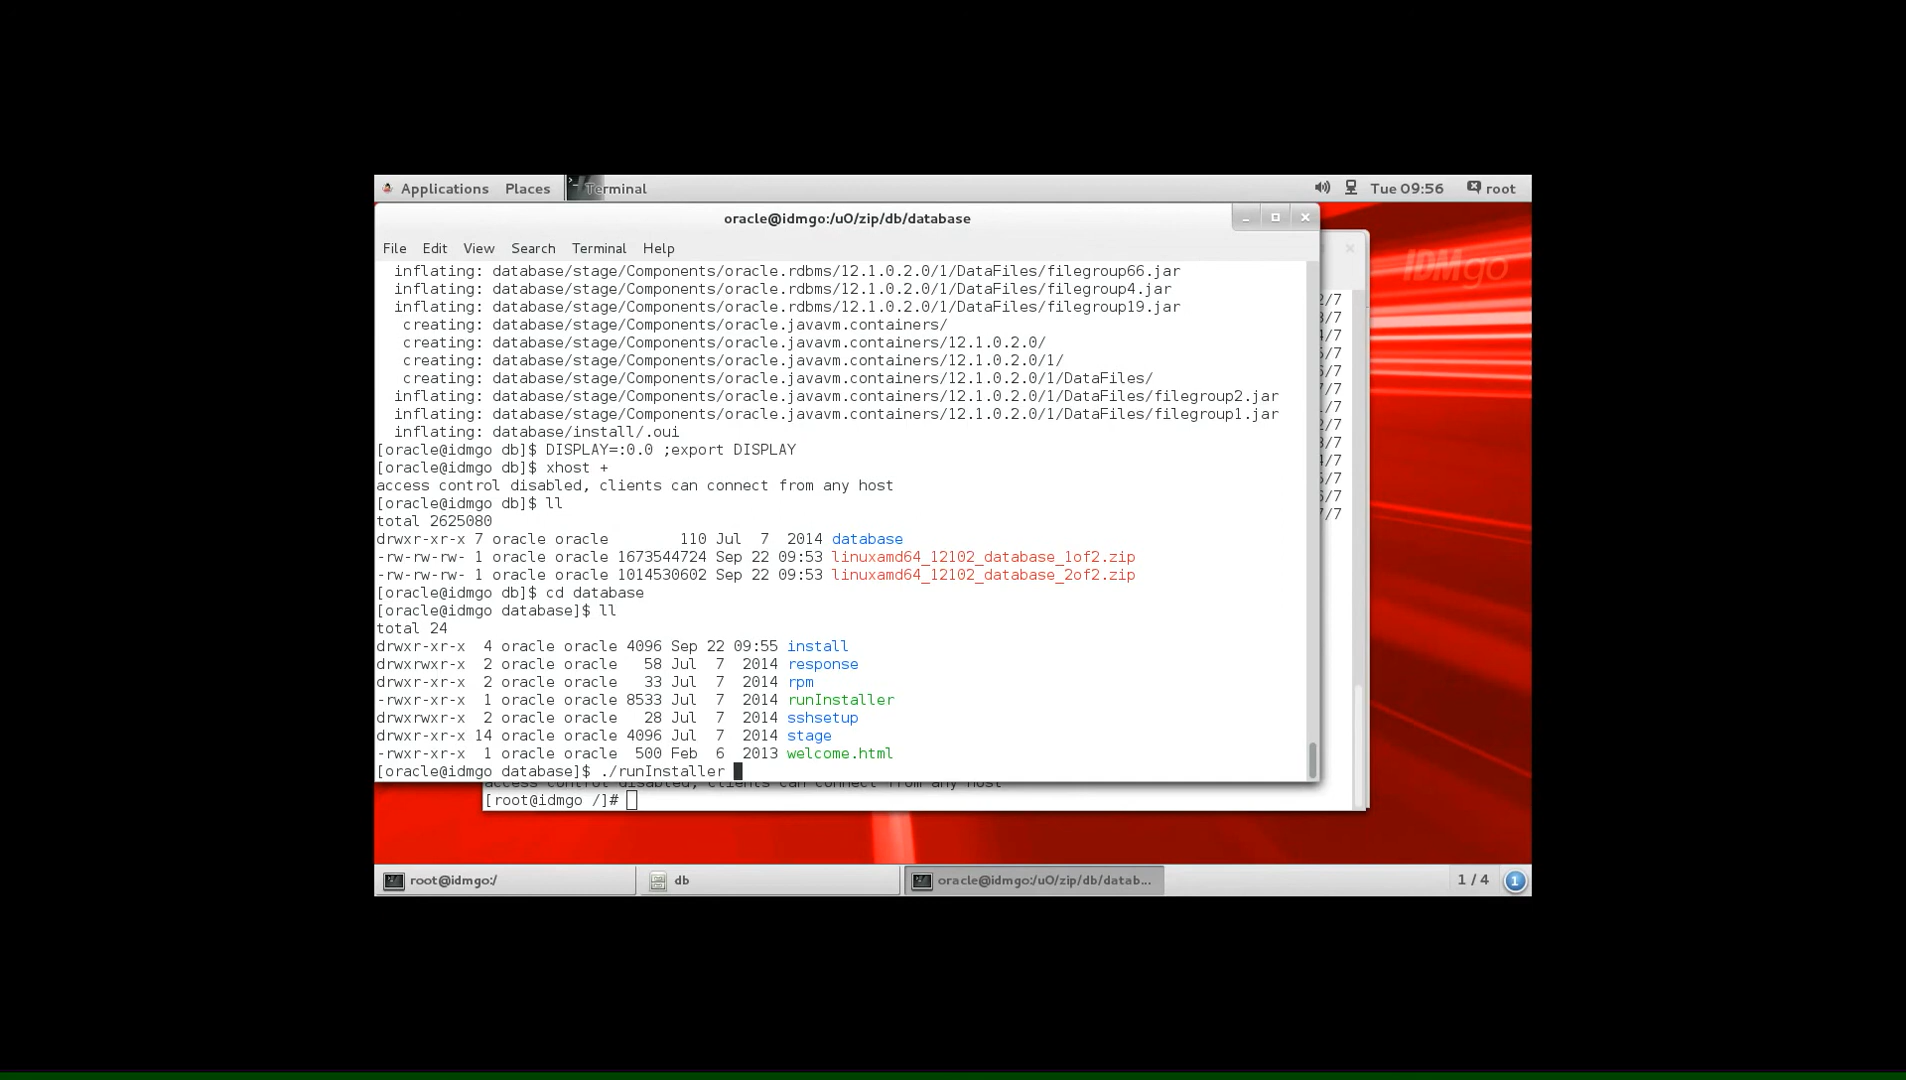 Applications Places Terminal Tue 09:56 root
oracle@idmgo:/u0/zip/db/database
File Edit View Search Terminal Help
IDMgo
inflating: database/stage/Components/oracle.rdbms/12.1.0.2.0/1/DataFiles/filegroup66.jar
inflating: database/stage/Components/oracle.rdbms/12.1.0.2.0/1/DataFiles/filegroup4.jar
inflating: database/stage/Components/oracle.rdbms/12.1.0.2.0/1/DataFiles/filegroup19.jar
creating: database/stage/Components/oracle.javavm.containers/
creating: database/stage/Components/oracle.javavm.containers/12.1.0.2.0/
creating: database/stage/Components/oracle.javavm.containers/12.1.0.2.0/1/
creating: database/stage/Components/oracle.javavm.containers/12.1.0.2.0/1/DataFiles/
inflating: database/stage/Components/oracle.javavm.containers/12.1.0.2.0/1/DataFiles/filegroup2.jar
inflating: database/stage/Components/oracle.javavm.containers/12.1.0.2.0/1/DataFiles/filegroup1.jar
inflating: database/install/.oui
[oracle@idmgo db]$ DISPLAY=:0.0 ;export DISPLAY
[oracle@idmgo db]$ xhost +
access control disabled, clients can connect from any host
[oracle@idmgo db]$ ll
total 2625080
drwxr-xr-x 7 oracle oracle 110 Jul 7 2014 database
-rw-rw-rw- 1 oracle oracle 1673544724 Sep 22 09:53 linuxamd64_12102_database_1of2.zip
-rw-rw-rw- 1 oracle oracle 1014530602 Sep 22 09:53 linuxamd64_12102_database_2of2.zip
[oracle@idmgo db]$ cd database
[oracle@idmgo database]$ ll
total 24
drwxr-xr-x 4 oracle oracle 4096 Sep 22 09:55 install
drwxrwxr-x 2 oracle oracle 58 Jul 7 2014 response
drwxr-xr-x 2 oracle oracle 33 Jul 7 2014 rpm
-rwxr-xr-x 1 oracle oracle 8533 Jul 7 2014 runInstaller
drwxrwxr-x 2 oracle oracle 28 Jul 7 2014 sshsetup
drwxr-xr-x 14 oracle oracle 4096 Jul 7 2014 stage
-rwxr-xr-x 1 oracle oracle 500 Feb 6 2013 welcome.html
[oracle@idmgo database]$ ./runInstaller
access control disabled, clients can connect from any host
[root@idmgo /]#
root@idmgo:/ db oracle@idmgo:/u0/zip/db/datab... 1 / 4 1